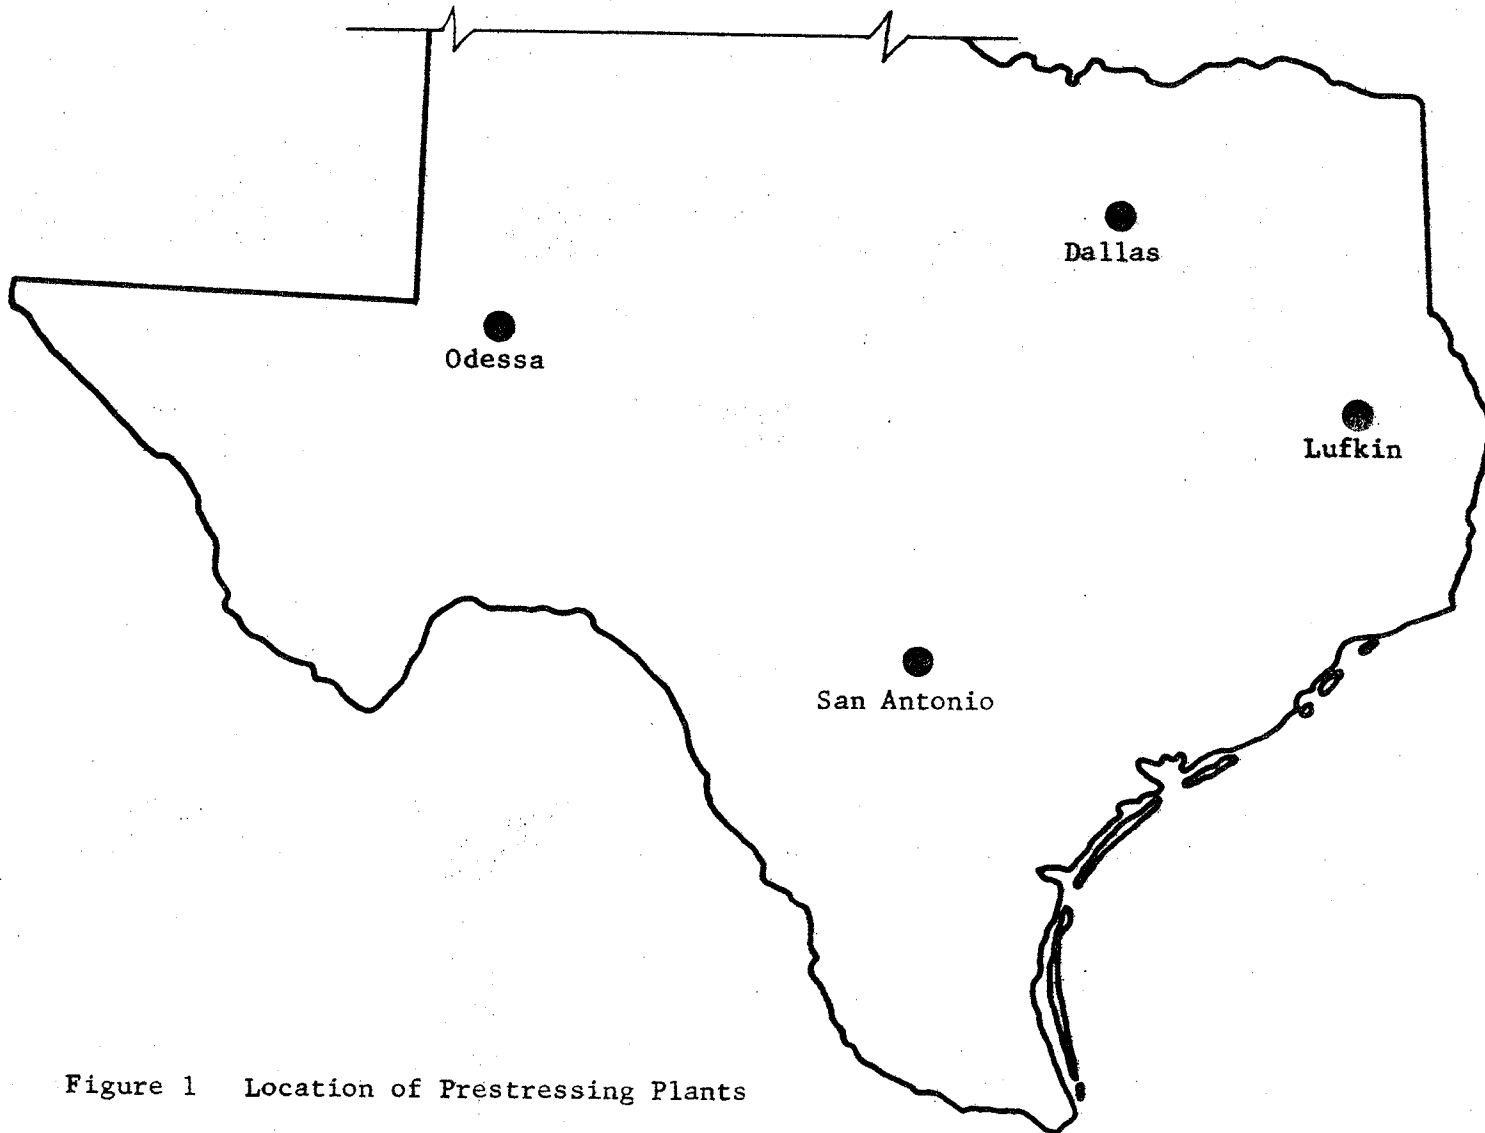 Dallas
Odessa
Lufkin
San Antonio
Figure 1 Location of Prestressing Plants